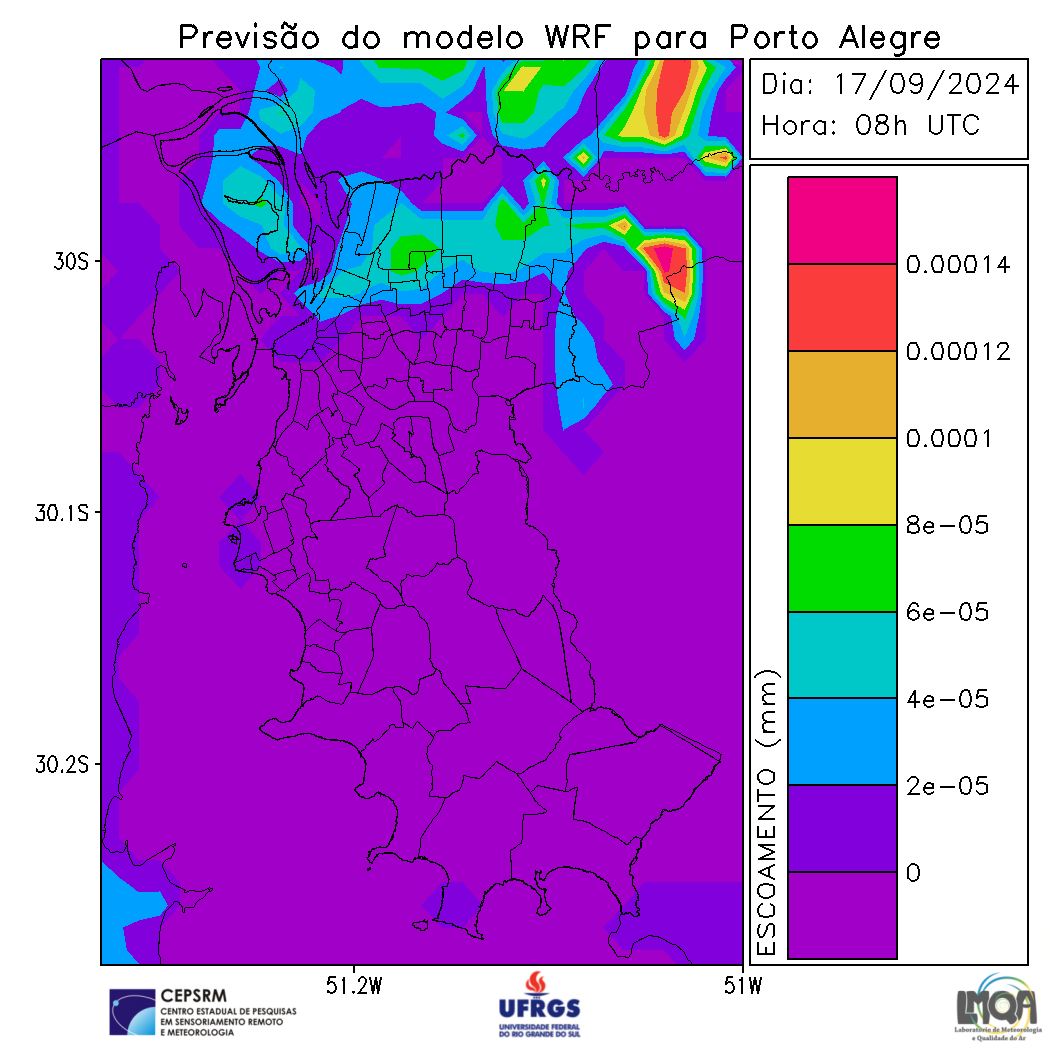 Previsão do modelo WRF para Porto Alegre
Dia: 17/09/2024
Hora: 08h UTC
30S
30.1S
30.2S
51.2W
51W
ESCOAMENTO (mm)
0.00014
0.00012
0.0001
8e-05
6e-05
4e-05
2e-05
0
CEPSRM
CENTRO ESTADUAL DE PESQUISAS
EM SENSORIAMENTO REMOTO
E METEOROLOGIA
UFRGS
UNIVERSIDADE FEDERAL
DO RIO GRANDE DO SUL
LMQA
Laboratório de Meteorologia
e Qualidade do Ar